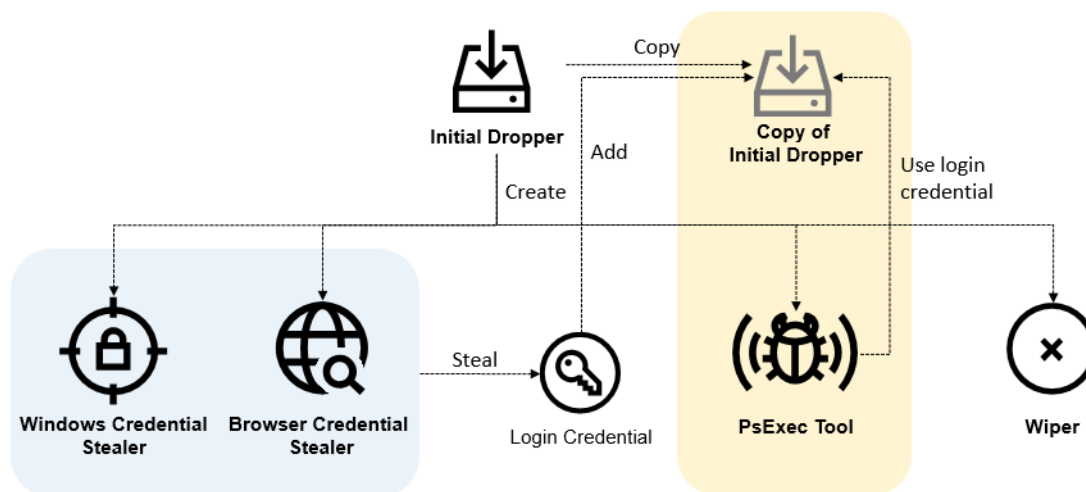 Copy
Initial Dropper
Copy of
Initial Dropper
Add
Use login
credential
Create
Steal
Windows Credential
Stealer
Browser Credential
Stealer
Login Credential
PsExec Tool
Wiper